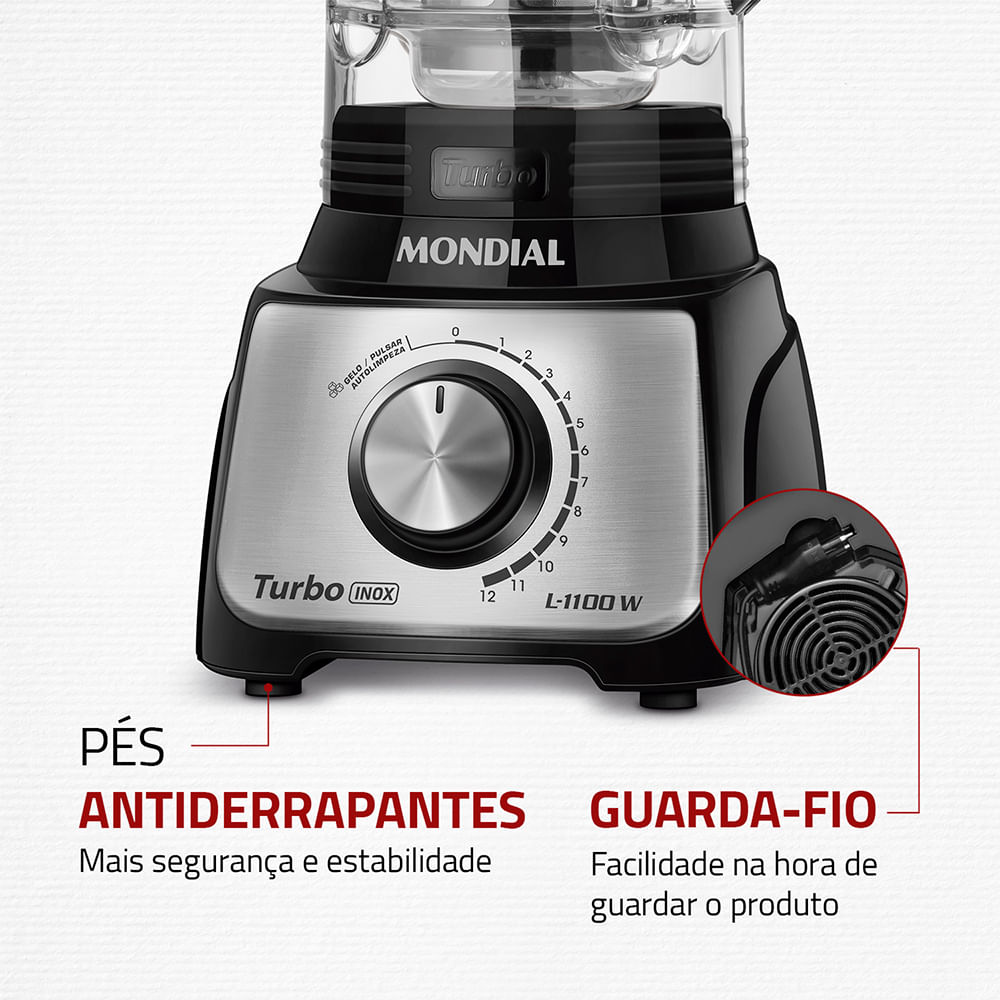 Turbo
MONDIAL
GELO / PULSAR
AUTOLIMPEZA
0
1
2
3
4
5
6
7
8
9
10
11
12
Turbo INOX
L-1100 W
PÉS
ANTIDERRAPANTES
Mais segurança e estabilidade
GUARDA-FIO
Facilidade na hora de
guardar o produto